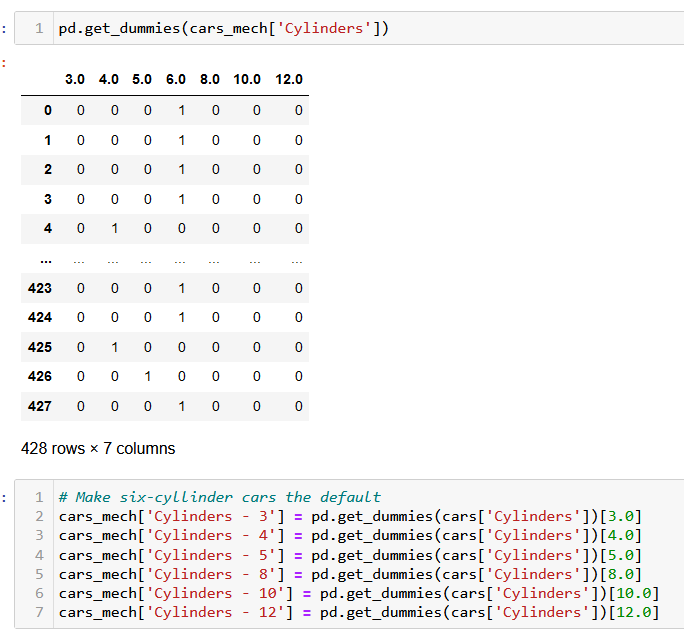 :
1 pd.get_dummies(cars_mech['Cylinders'])
:
3.0 4.0 5.0 6.0 8.0 10.0 12.0
0 0 0 0 1 0 0 0
1 0 0 0 1 0 0 0
2 0 0 0 1 0 0 0
3 0 0 0 1 0 0 0
4 0 1 0 0 0 0 0
... ... ... ... ... ... ... ...
423 0 0 0 1 0 0 0
424 0 0 0 1 0 0 0
425 0 1 0 0 0 0 0
426 0 0 1 0 0 0 0
427 0 0 0 1 0 0 0
428 rows × 7 columns
: 1 # Make six-cyllinder cars the default
2 cars_mech['Cylinders - 3'] = pd.get_dummies(cars['Cylinders'])[3.0]
3 cars_mech['Cylinders - 4'] = pd.get_dummies(cars['Cylinders'])[4.0]
4 cars_mech['Cylinders - 5'] = pd.get_dummies(cars['Cylinders'])[5.0]
5 cars_mech['Cylinders - 8'] = pd.get_dummies(cars['Cylinders'])[8.0]
6 cars_mech['Cylinders - 10'] = pd.get_dummies(cars['Cylinders'])[10.0]
7 cars_mech['Cylinders - 12'] = pd.get_dummies(cars['Cylinders'])[12.0]